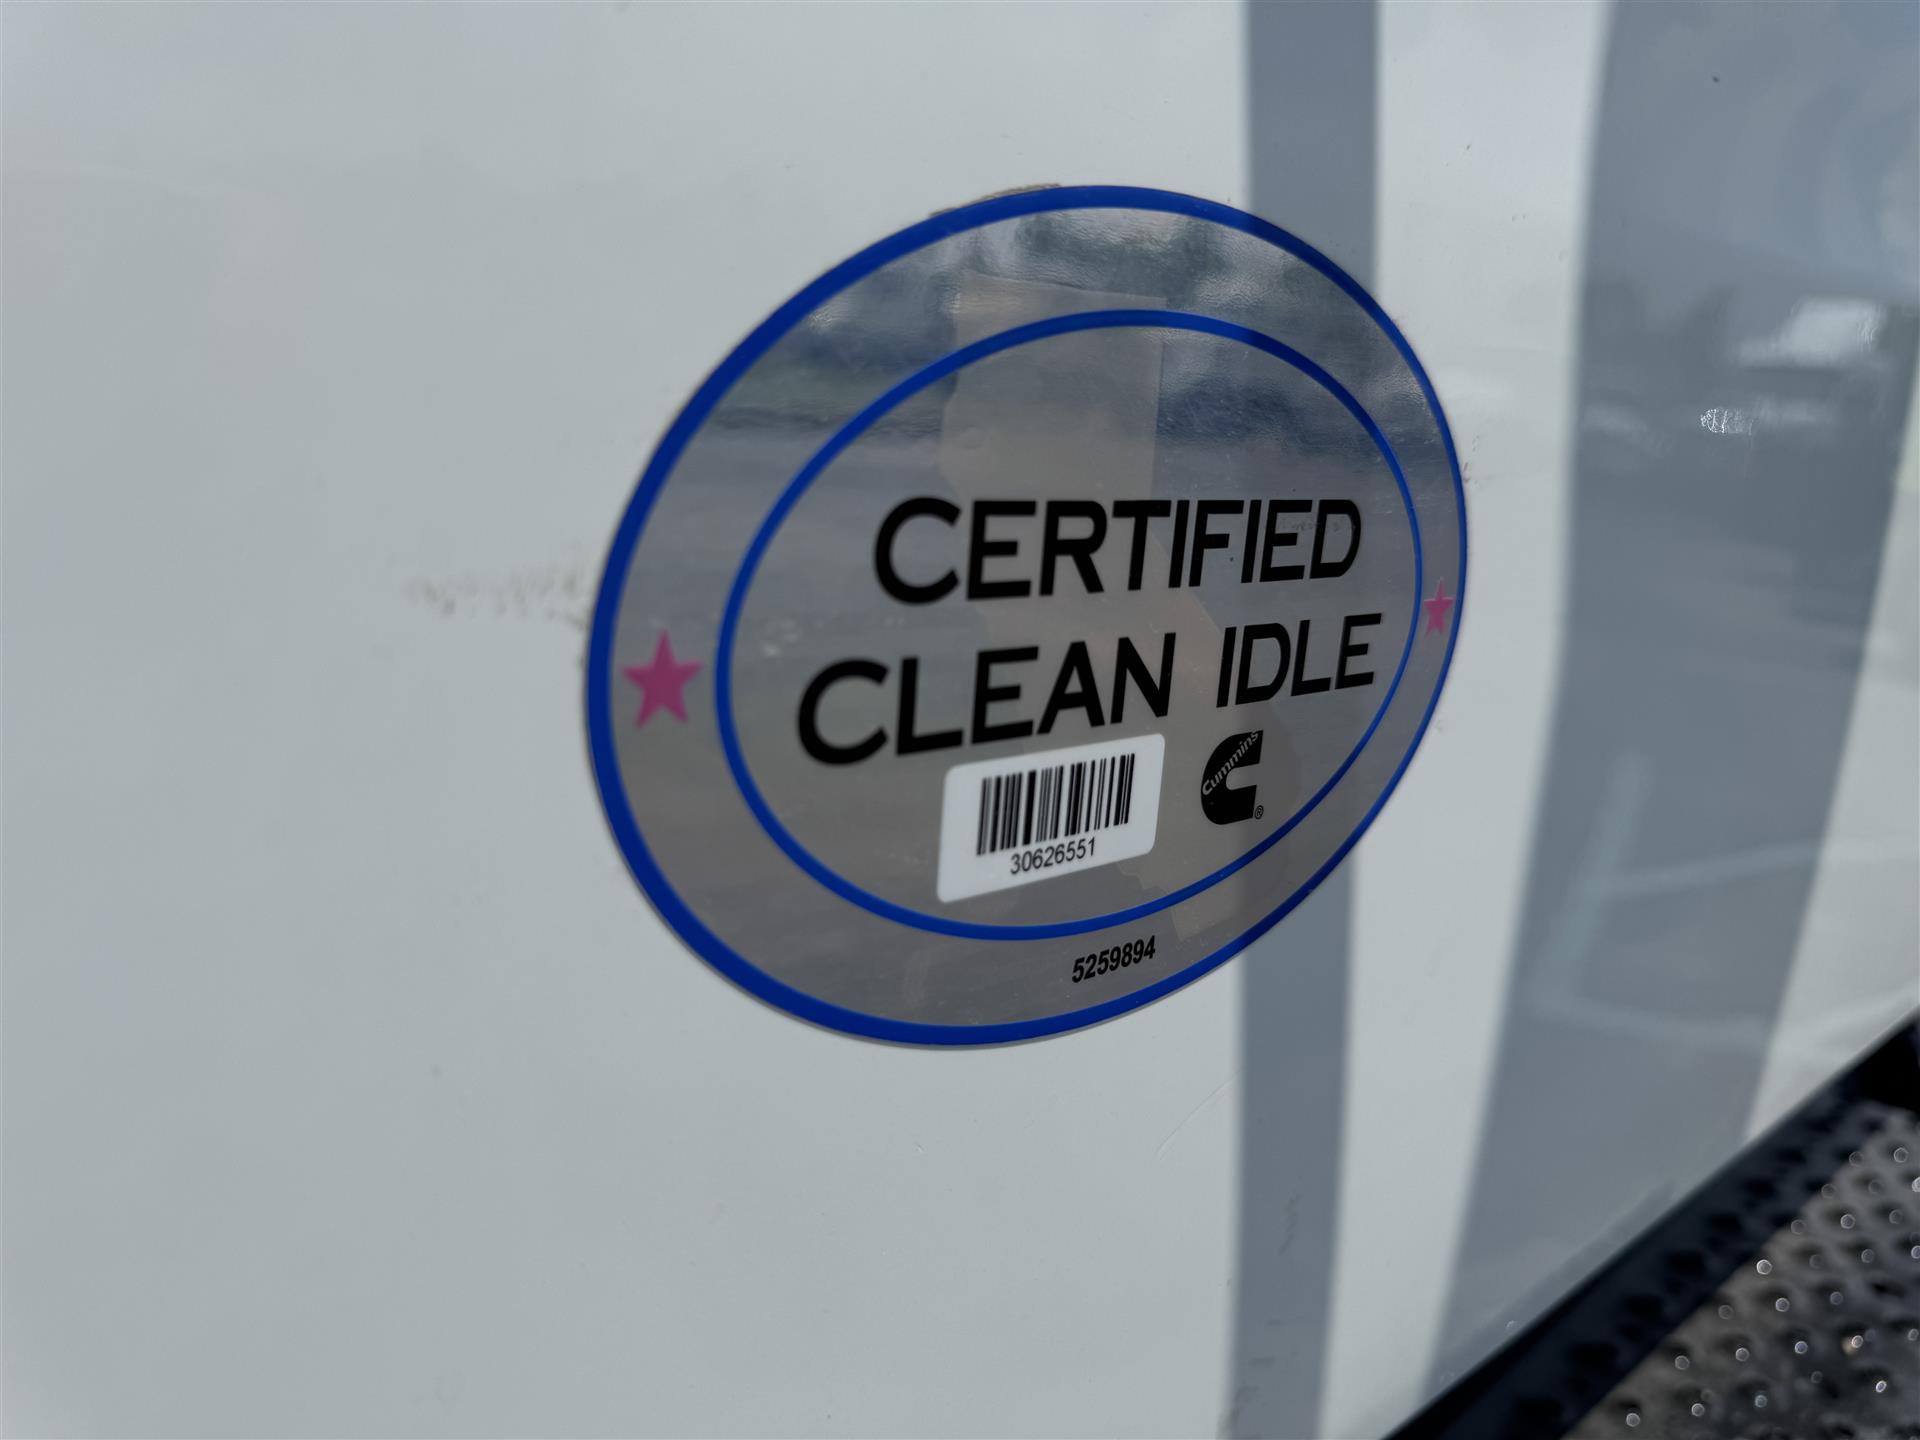 CERTIFIED
CLEAN IDLE
Cummins
®
30626551
5259894